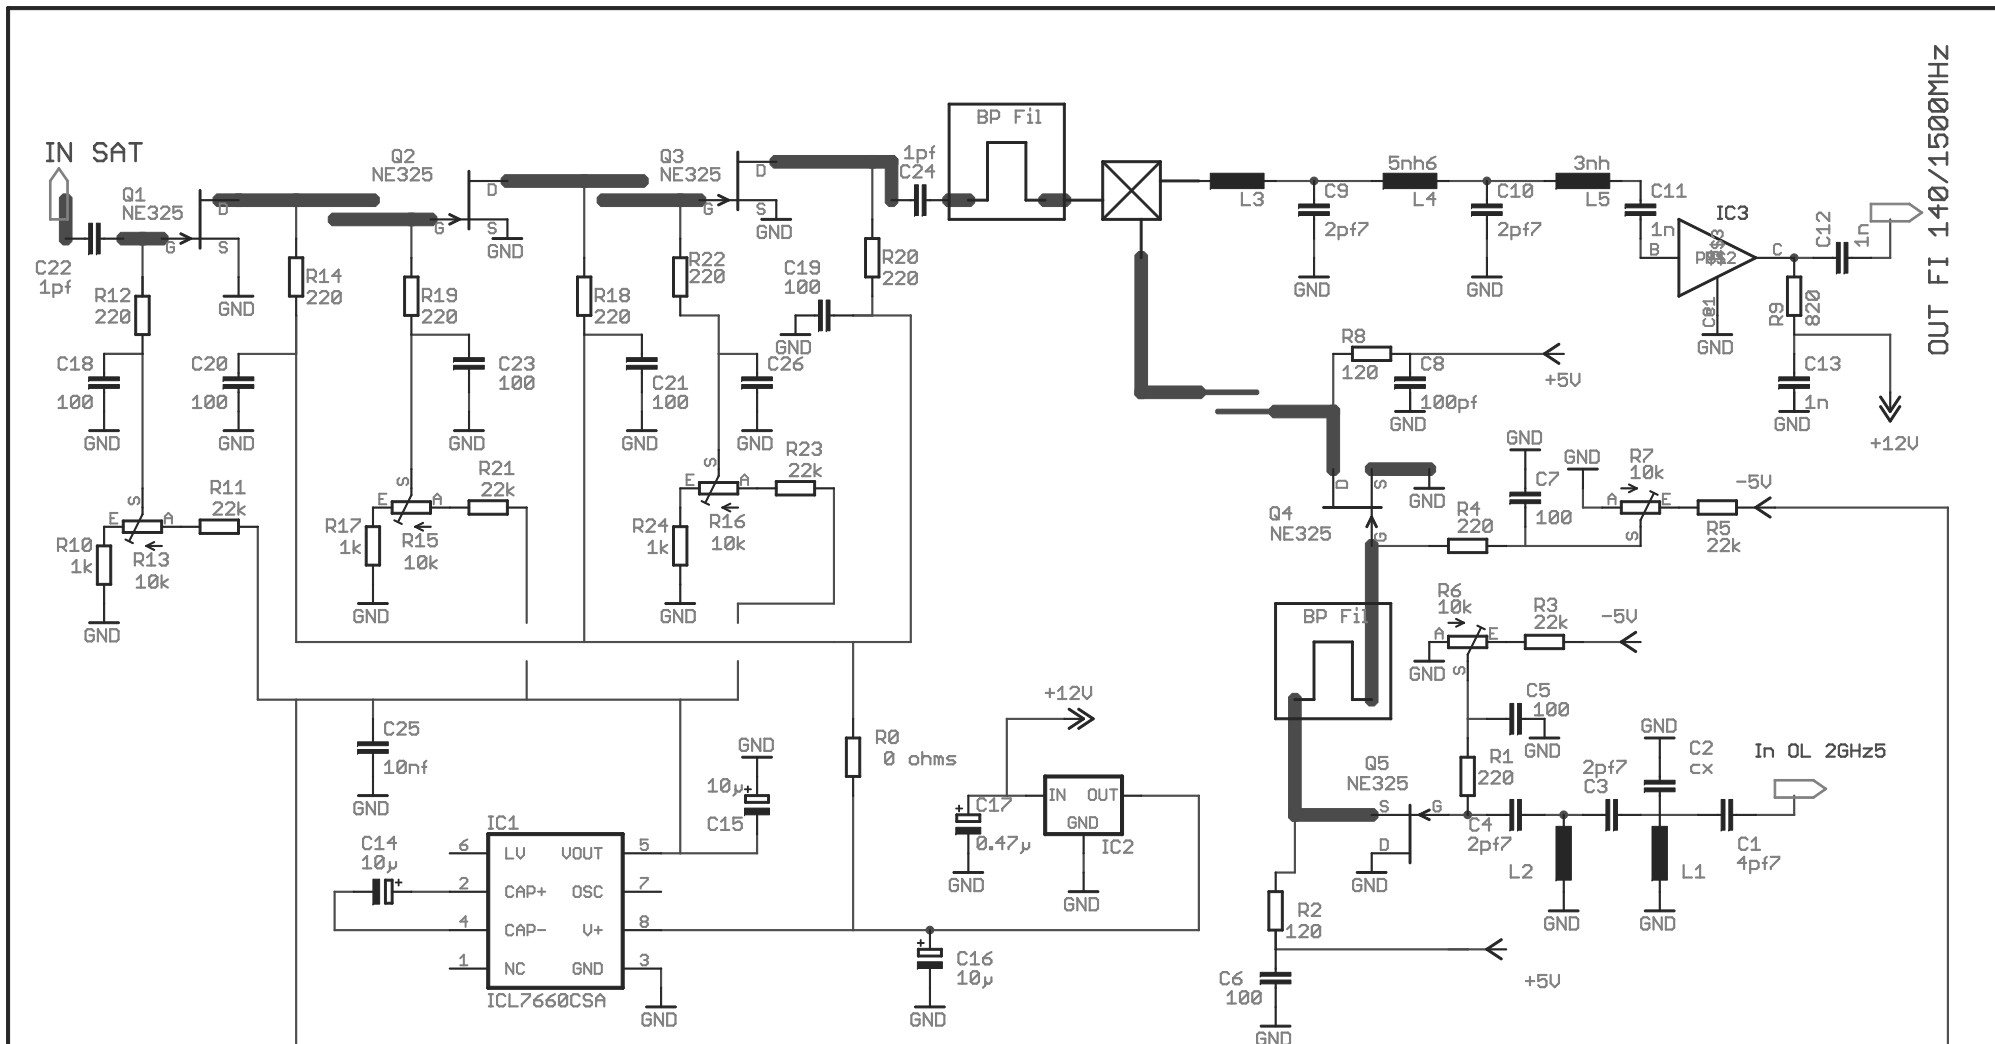 IN SAT
Q1
NE325
D
G
S
GND
C22
1pf
R12
220
C18
100
GND
C20
100
GND
R14
220
Q2
NE325
D
G
S
GND
R19
220
C23
100
GND
R18
220
C21
100
GND
Q3
NE325
D
G
S
GND
R22
220
C19
100
GND
C26
GND
R20
220
1pf
C24
BP Fil
5nh6
3nh
L3
L4
L5
C9
2pf7
GND
C10
2pf7
GND
C11
1n
IC3
B
C
GND
C12
1n
R9
820
C13
1n
GND
+12V
OUT FI 140/1500MHz
R8
120
C8
100pf
GND
+5V
R11
22k
E
S
A
R10
1k
R13
10k
GND
R21
22k
E
S
A
R17
1k
R15
10k
GND
R23
22k
E
S
A
R24
1k
R16
10k
GND
D
S
G
GND
Q4
NE325
GND
C7
100
R4
220
GND
R7
10k
A
E
S
R5
22k
-5V
BP Fil
R6
10k
A
E
S
GND
R3
22k
-5V
C5
100
GND
R1
220
Q5
NE325
S
G
D
GND
C4
2pf7
2pf7
C3
GND
C2
cx
In OL 2GHz5
C1
4pf7
L2
GND
L1
GND
R2
120
C6
100
GND
+5V
C25
10nf
GND
C14
10µ
IC1
6 LV VOUT 5
2 CAP+ OSC 7
4 CAP- V+ 8
1 NC GND 3
ICL7660CSA
GND
GND
10µ
C15
R0
0 ohms
+12V
C17
0.47µ
GND
IN OUT
GND
IC2
GND
C16
10µ
GND